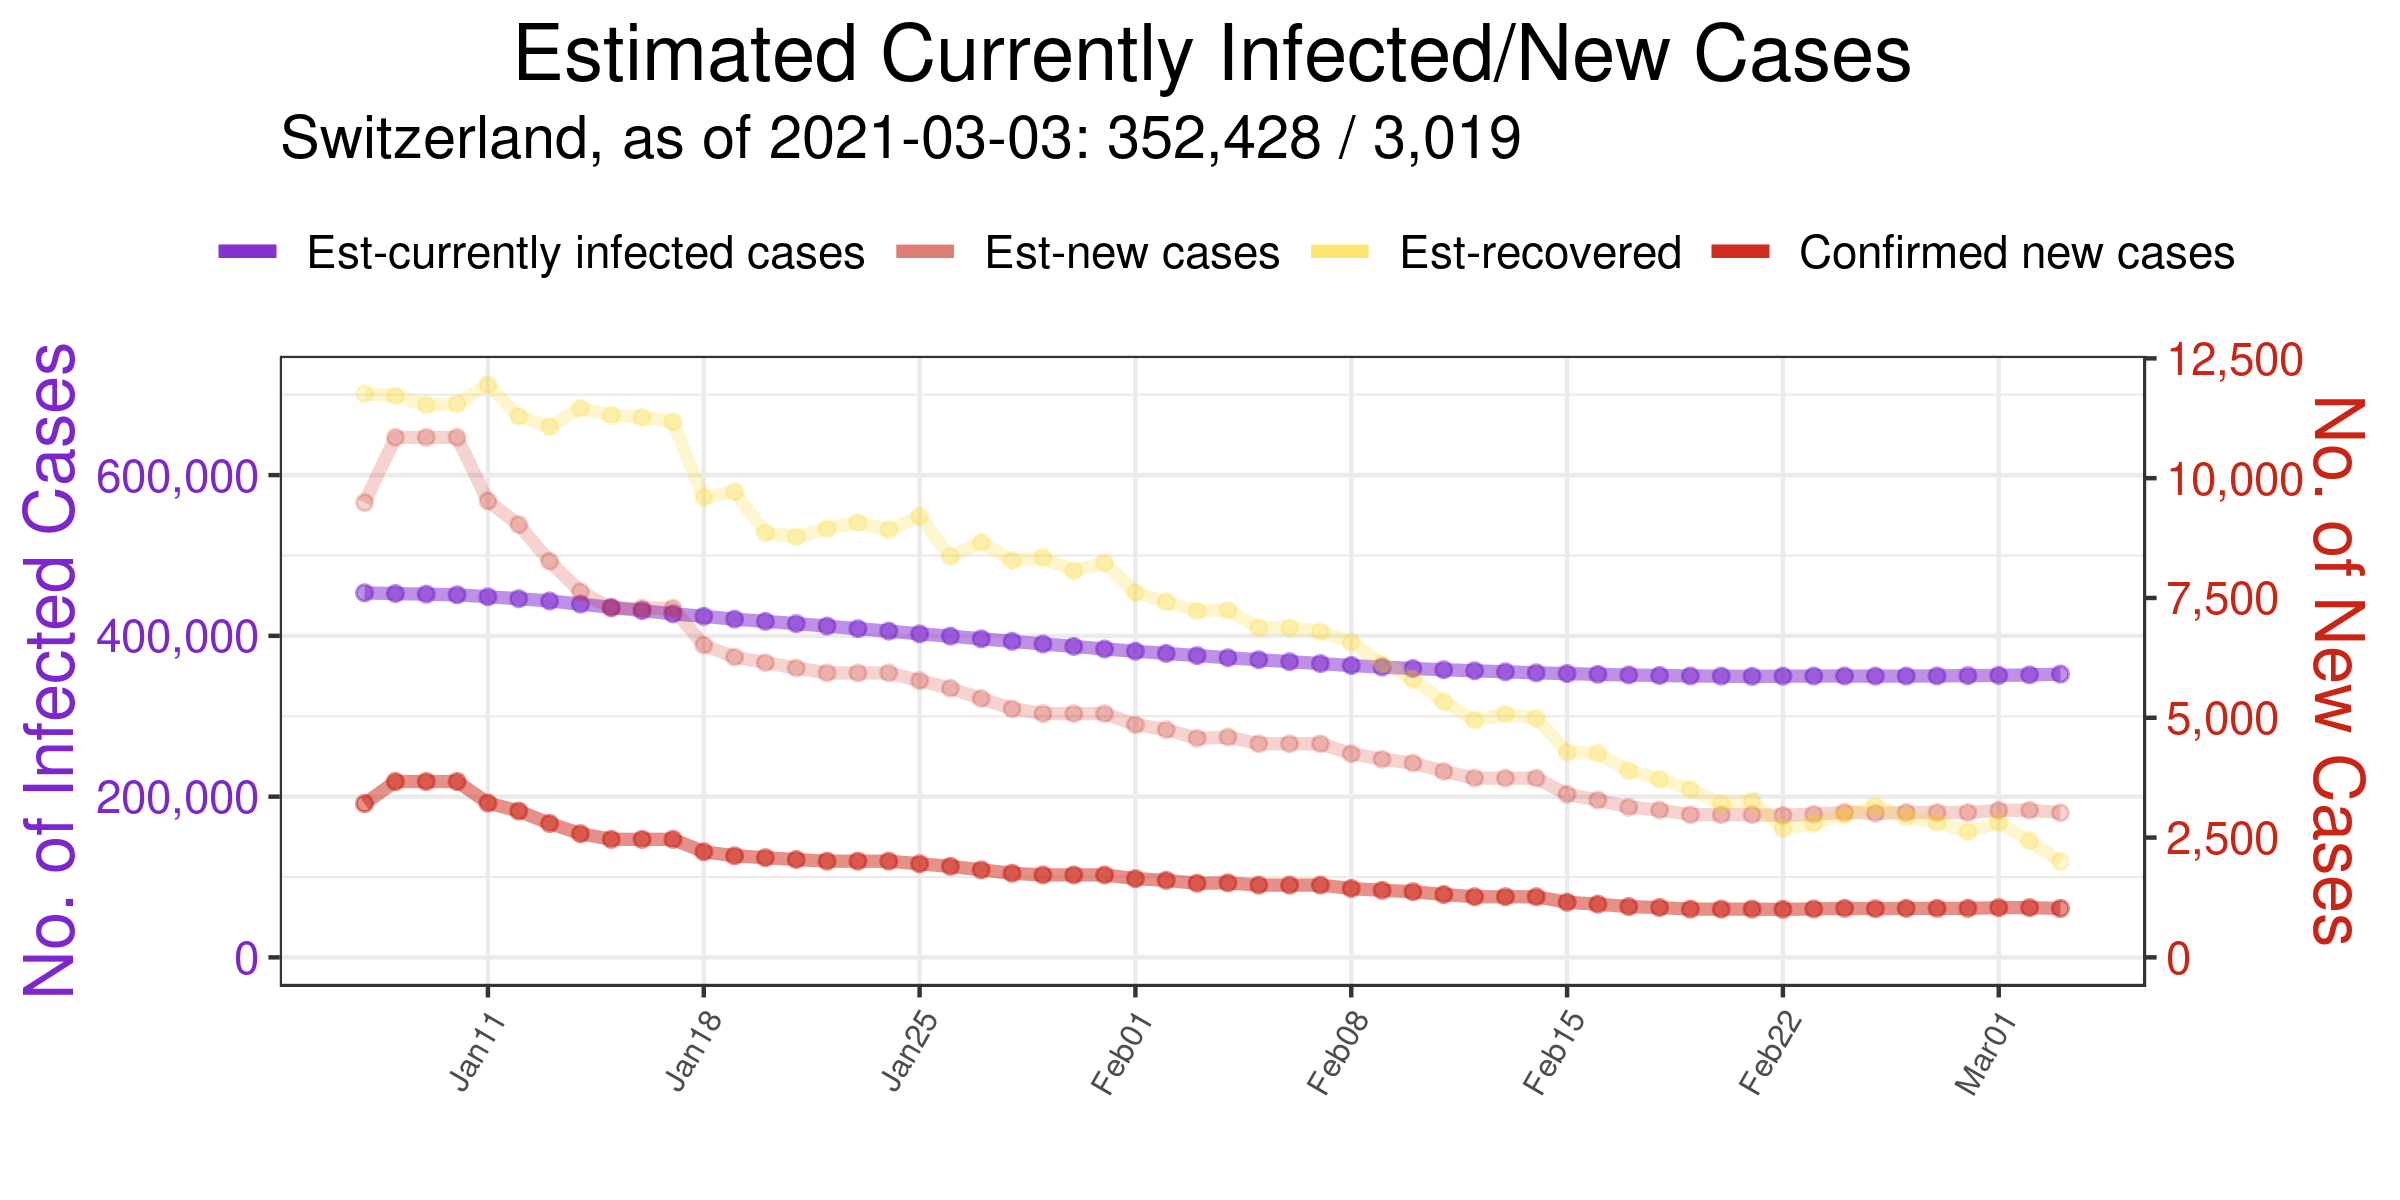 Estimated Currently Infected/New Cases
Switzerland, as of 2021-03-03: 352,428 / 3,019
Est-currently infected cases Est-new cases Est-recovered Confirmed new cases
No. of Infected Cases
600,000
400,000
200,000
0
12,500
10,000
7,500
5,000
2,500
0
No. of New Cases
Jan11 Jan18 Jan25 Feb01 Feb08 Feb15 Feb22 Mar01